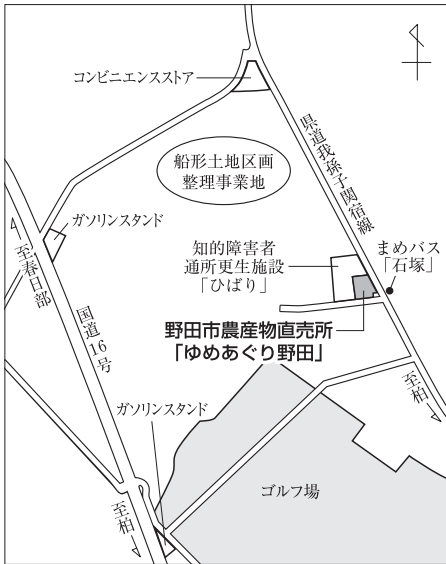 コンビニエンスストア
船形土地区画
整理事業地
県道我孫子関宿線
ガソリンスタンド
至春日部
国道16号
知的障害者
通所更生施設
「ひばり」
まめバス
「石塚」
野田市農産物直売所
「ゆめあぐり野田」
至柏
ガソリンスタンド
ゴルフ場
至柏